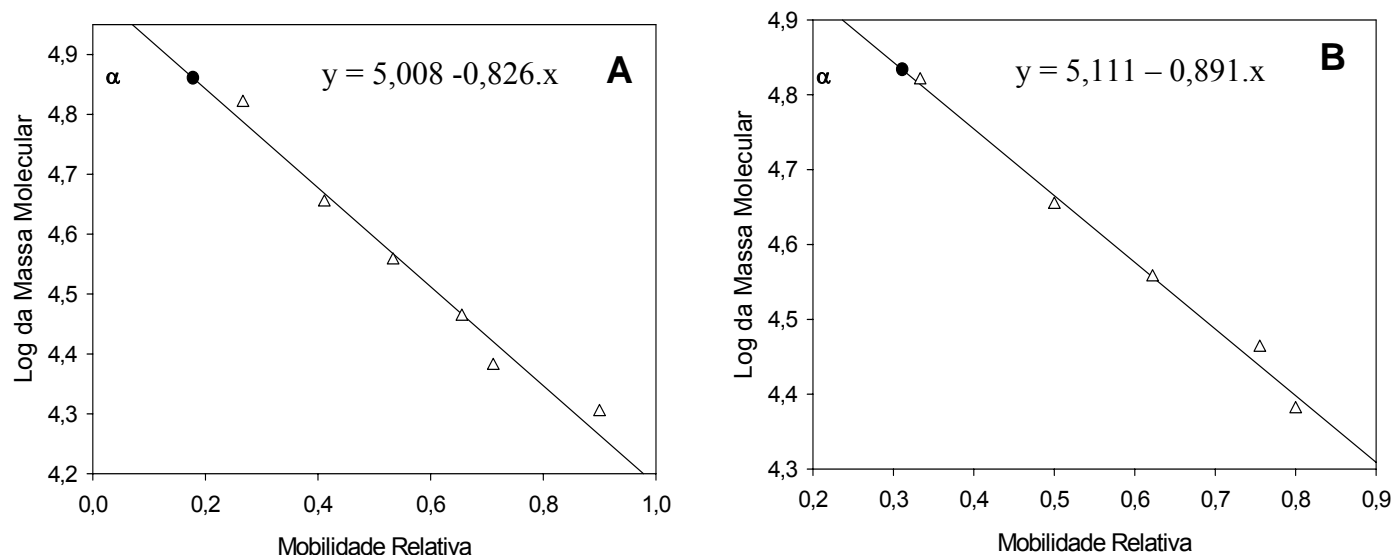 A
y = 5,008 -0,826.x
α
Log da Massa Molecular
4,9
4,8
4,7
4,6
4,5
4,4
4,3
4,2
0,0 0,2 0,4 0,6 0,8 1,0
Mobilidade Relativa
B
y = 5,111 – 0,891.x
α
Log da Massa Molecular
4,9
4,8
4,7
4,6
4,5
4,4
4,3
0,2 0,3 0,4 0,5 0,6 0,7 0,8 0,9
Mobilidade Relativa